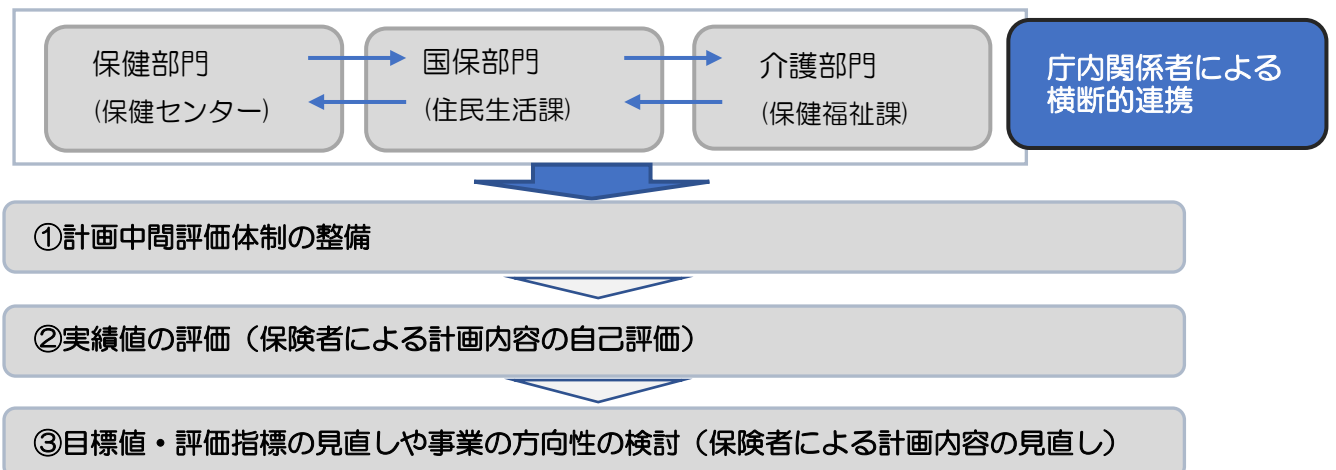 保健部門
(保健センター)
国保部門
(住民生活課)
介護部門
(保健福祉課)
庁内関係者による
横断的連携
①計画中間評価体制の整備
②実績値の評価（保険者による計画内容の自己評価）
③目標値・評価指標の見直しや事業の方向性の検討（保険者による計画内容の見直し）